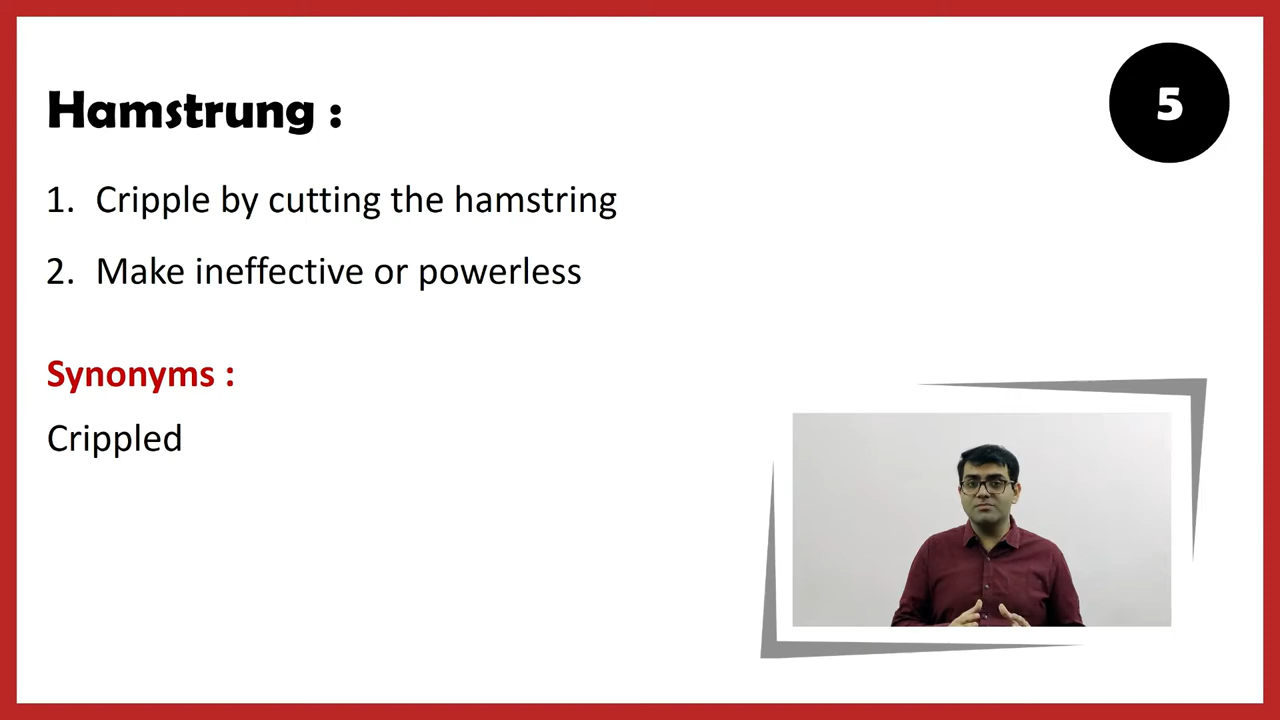 Hamstrung :
5
1. Cripple by cutting the hamstring
2. Make ineffective or powerless
Synonyms :
Crippled